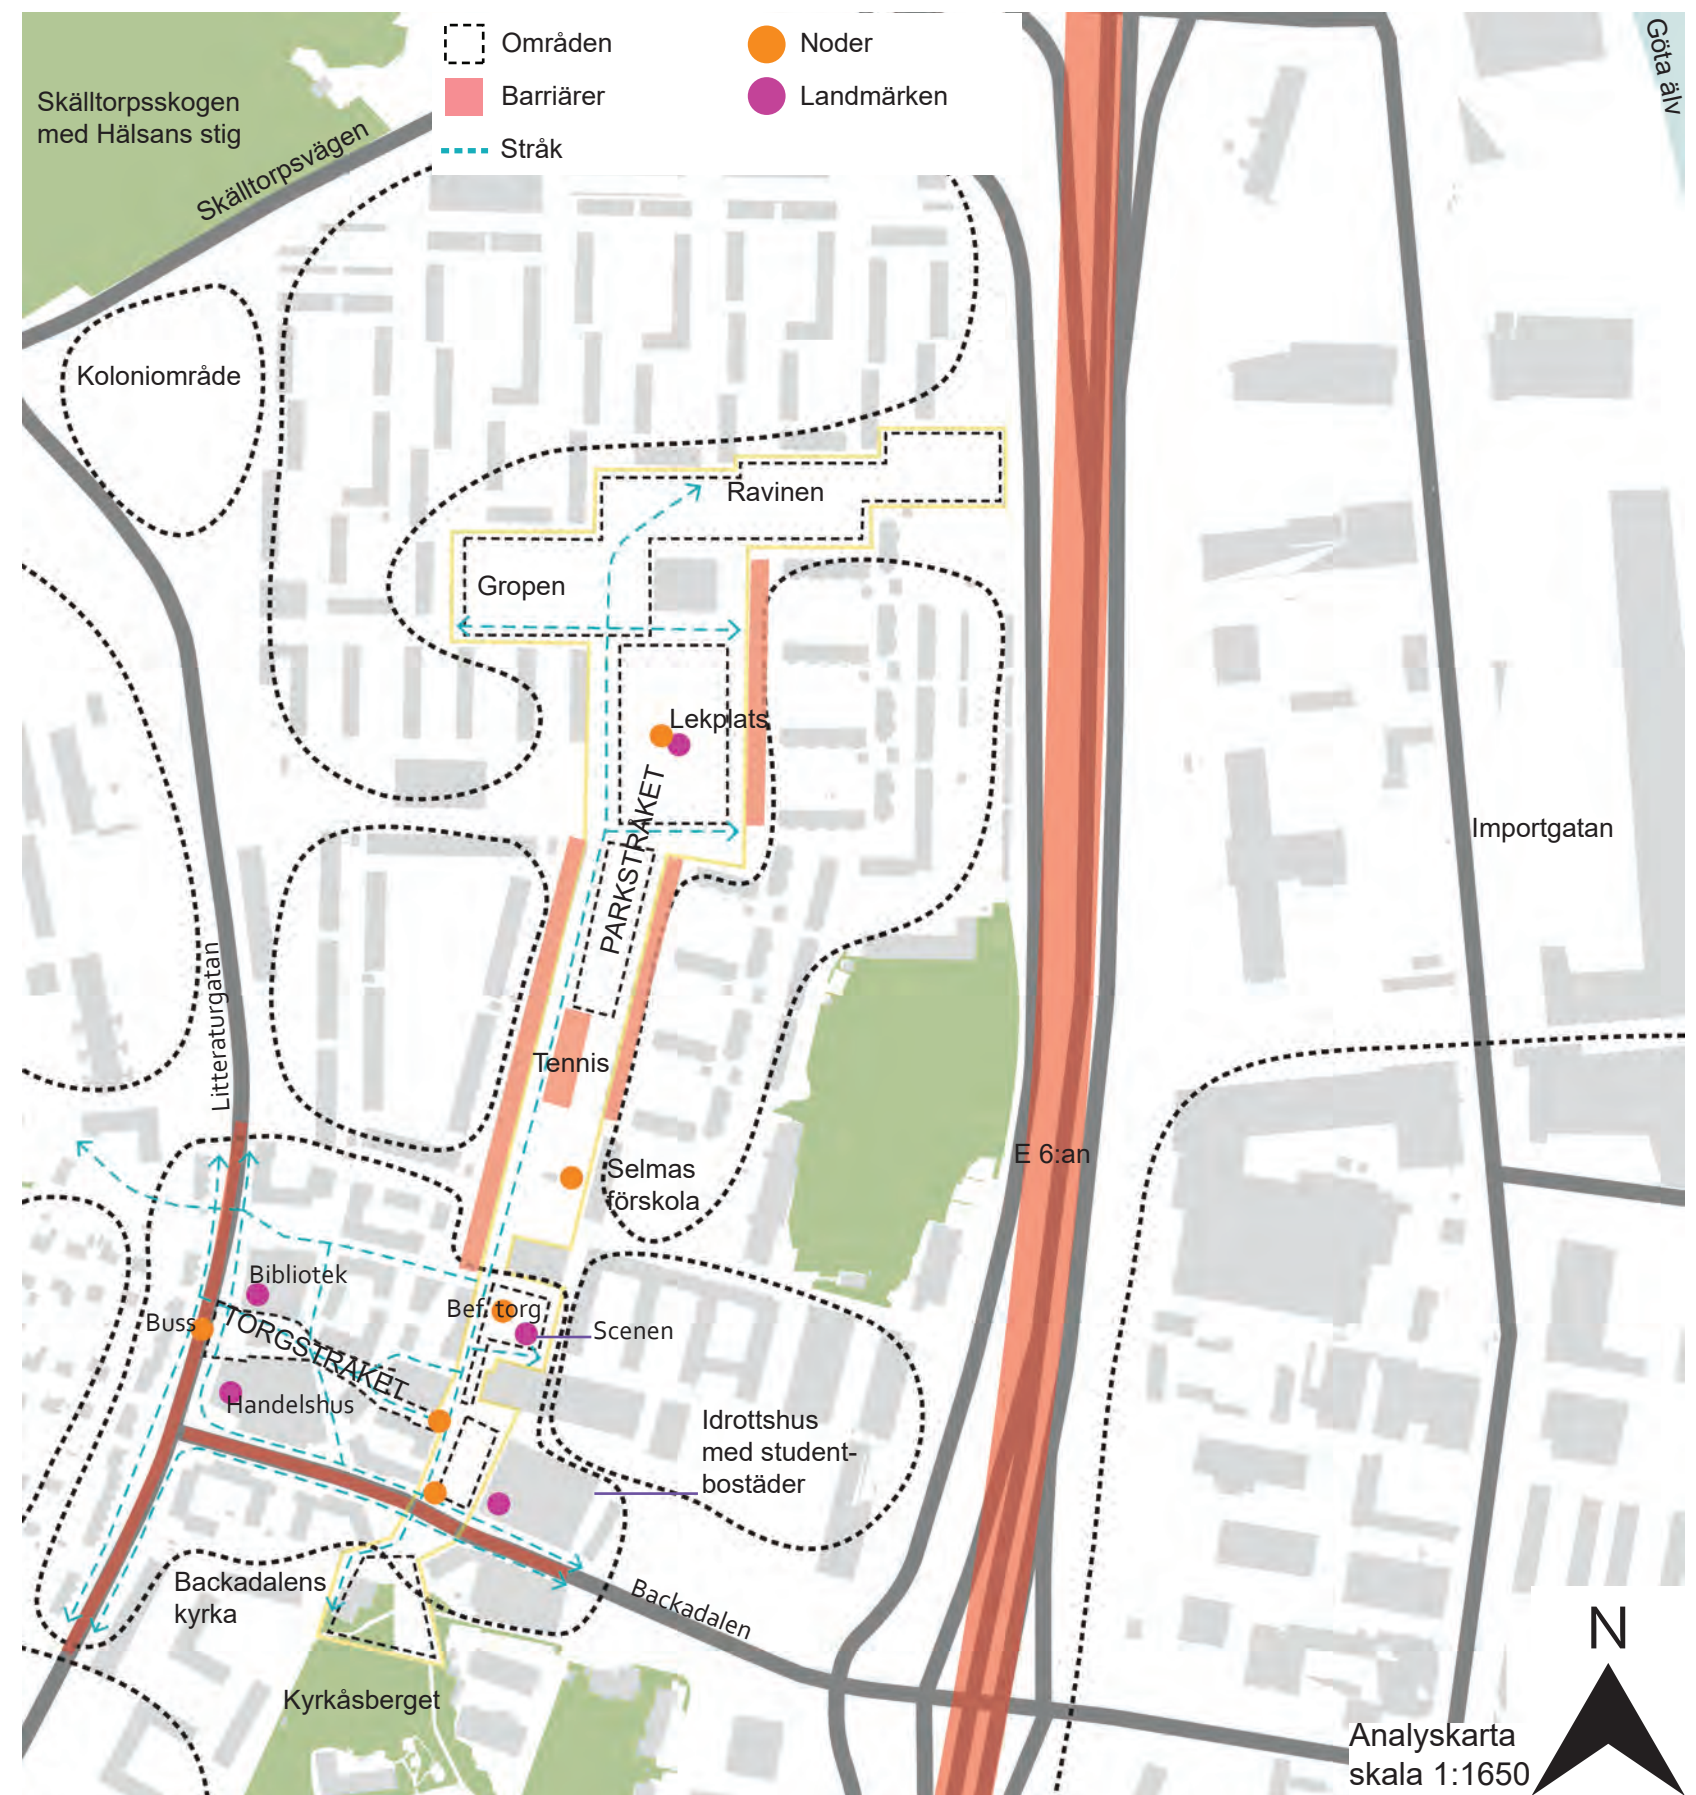 Områden
Noder
Barriärer
Landmärken
Stråk
Göta älv
Skälltorpsskogen
med Hälsans stig
Skälltorpsvägen
Koloniområde
Ravinen
Gropen
Lekplats
PARKSTRÅKET
Importgatan
Litteraturgatan
Tennis
E 6:an
Selmas
förskola
Bibliotek
Bef. torg
Buss
TORGSTRÅKET
Scenen
Handelshus
Idrottshus
med student-
bostäder
Backadalens
kyrka
Backadalen
Kyrkåsberget
N
Analyskarta
skala 1:1650